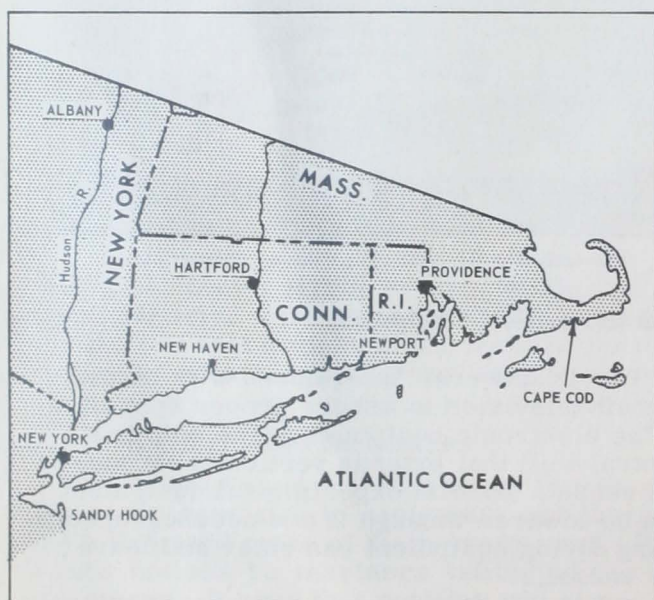 ALBANY
MASS.
NEW YORK
Hudson R.
HARTFORD
PROVIDENCE
CONN.
R.I.
NEW HAVEN
NEWPORT
CAPE COD
NEW YORK
ATLANTIC OCEAN
SANDY HOOK